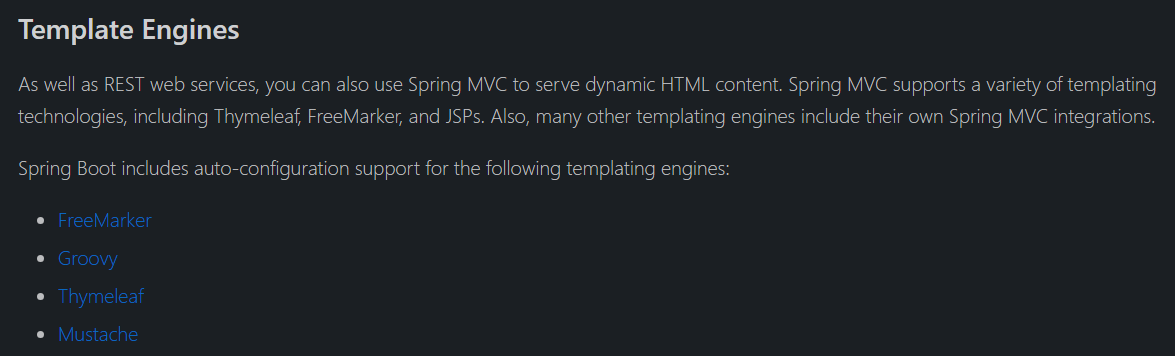 Template Engines
As well as REST web services, you can also use Spring MVC to serve dynamic HTML content. Spring MVC supports a variety of templating
technologies, including Thymeleaf, FreeMarker, and JSPs. Also, many other templating engines include their own Spring MVC integrations.
Spring Boot includes auto-configuration support for the following templating engines:
• FreeMarker
• Groovy
• Thymeleaf
• Mustache